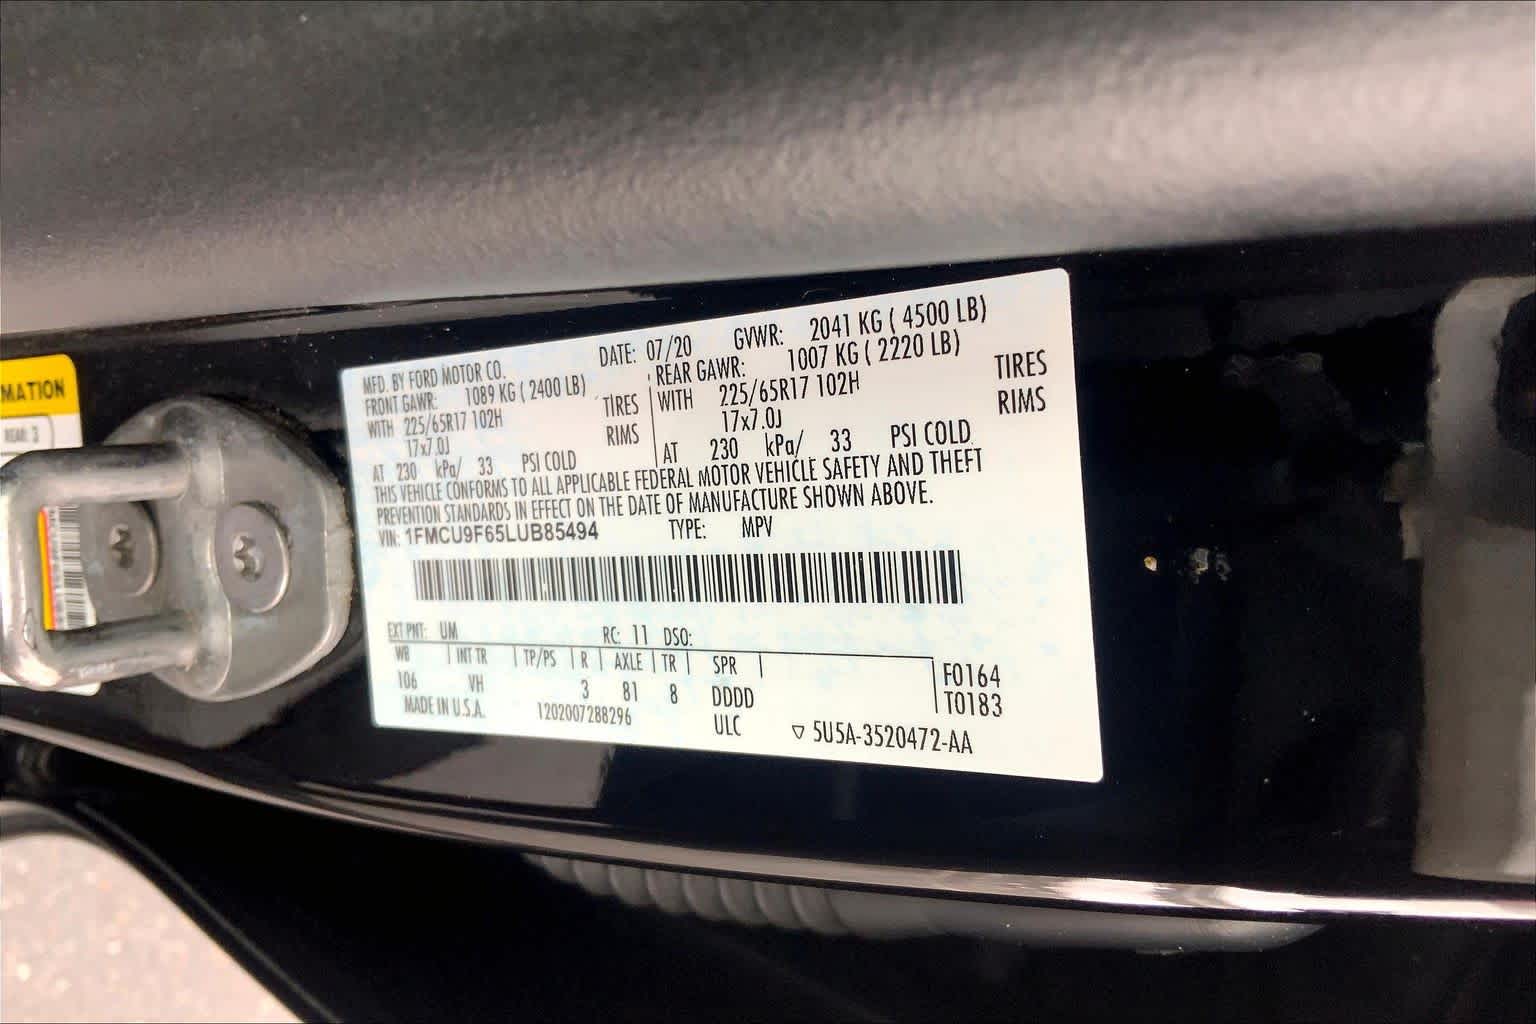 MATION
REAR: 3
MFD. BY FORD MOTOR CO. DATE: 07/20 GVWR: 2041 KG ( 4500 LB)
FRONT GAWR: 1089 KG ( 2400 LB) REAR GAWR: 1007 KG ( 2220 LB)
WITH 225/65R17 102H TIRES WITH 225/65R17 102H TIRES
17x7.0J RIMS 17x7.0J RIMS
AT 230 kPa/ 33 PSI COLD AT 230 kPa/ 33 PSI COLD
THIS VEHICLE CONFORMS TO ALL APPLICABLE FEDERAL MOTOR VEHICLE SAFETY AND THEFT
PREVENTION STANDARDS IN EFFECT ON THE DATE OF MANUFACTURE SHOWN ABOVE.
VIN: 1FMCU9F65LUB85494 TYPE: MPV
EXT PNT: UM RC: 11 DSO:
WB INT TR TP/PS R AXLE TR SPR F0164
106 VH 3 81 8 DDDD T0183
MADE IN U.S.A. 1202007288296 ULC ▽ 5U5A-3520472-AA